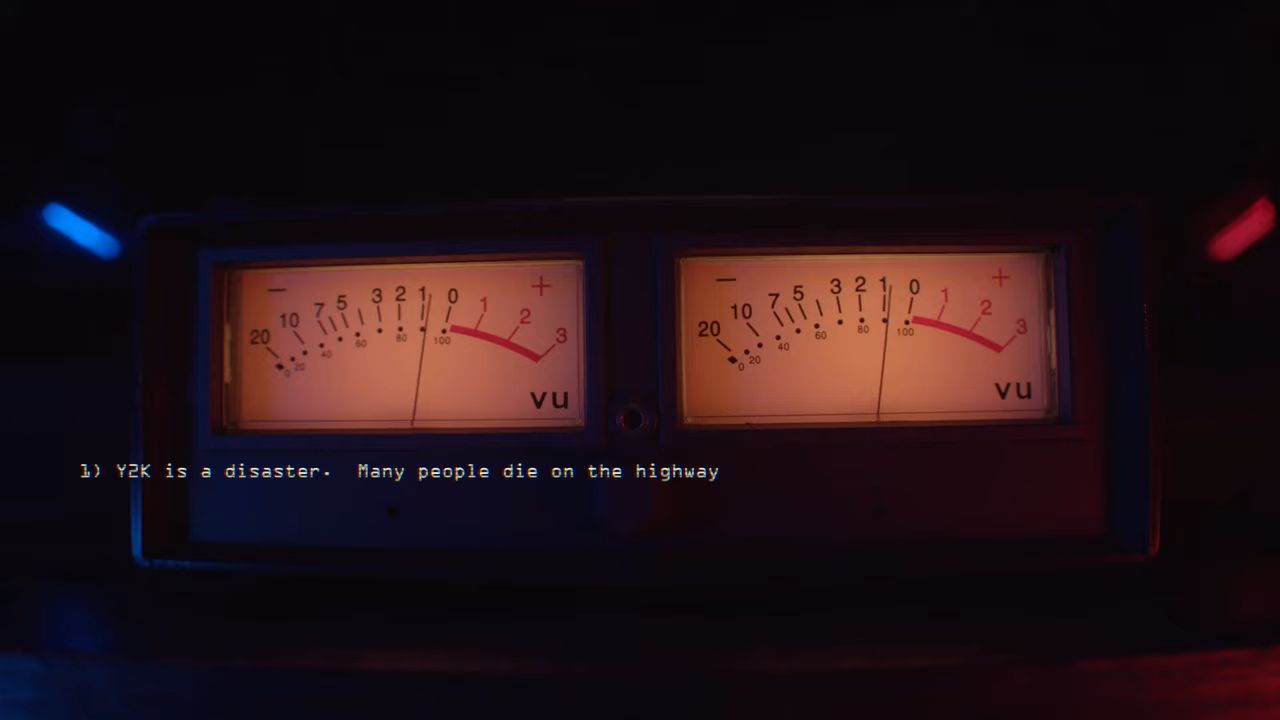 − +
20 10 7 5 3 2 1 0 1 2 3
0 20 40 60 80 100
vu
− +
20 10 7 5 3 2 1 0 1 2 3
0 20 40 60 80 100
vu
1) Y2K is a disaster. Many people die on the highway